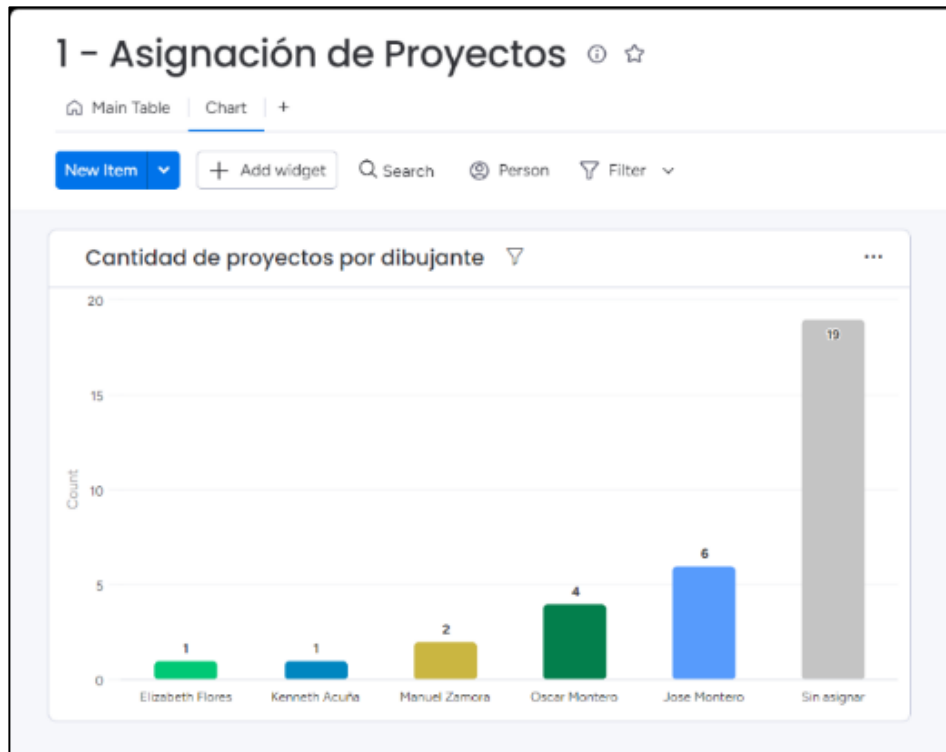 1 - Asignación de Proyectos
Main Table Chart +
New Item + Add widget Search Person Filter
Cantidad de proyectos por dibujante ...
20
15
10
5
0
Count
1
1
2
4
6
19
Elizabeth Flores Kenneth Acuña Manuel Zamora Oscar Montero Jose Montero Sin asignar